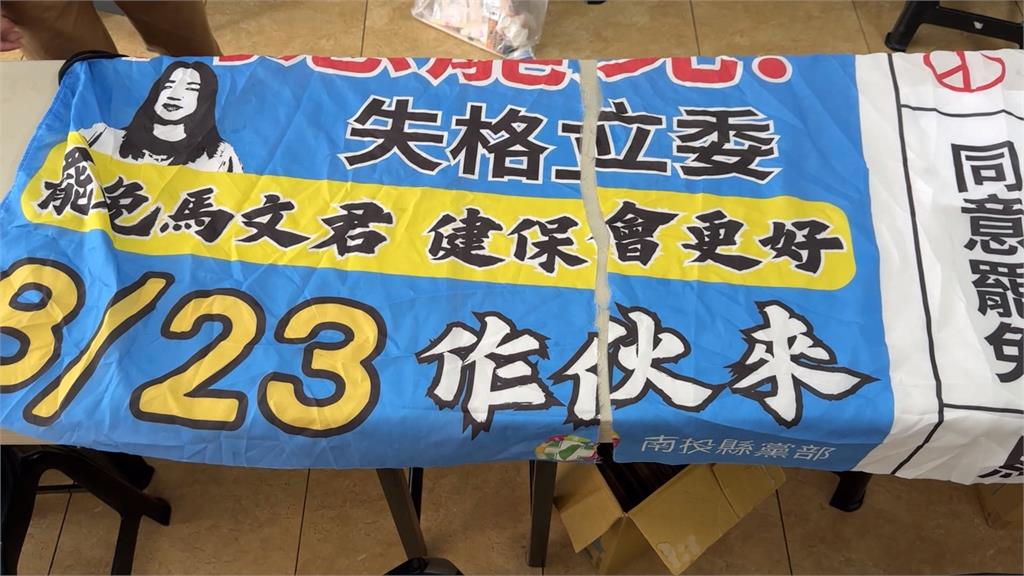 失格立委
罷免馬文君 健保會更好
8/23 作伙來
南投縣黨部
同意罷免